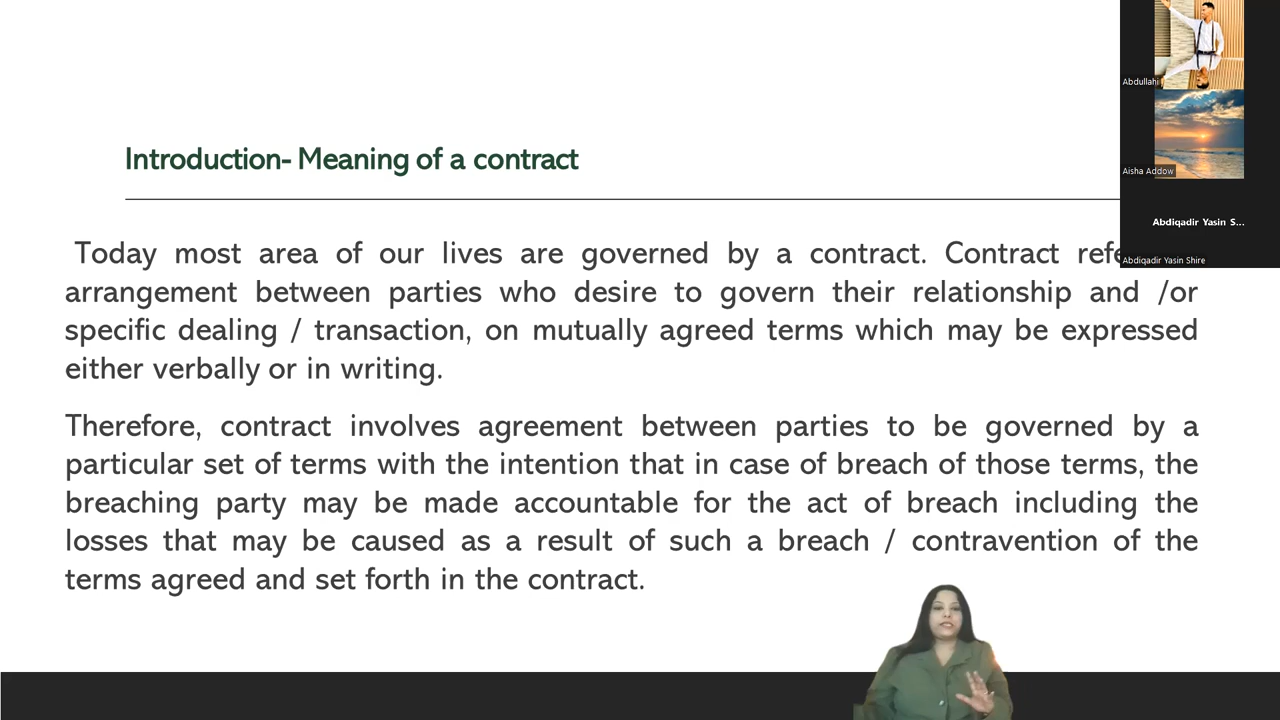 Introduction- Meaning of a contract
Today most area of our lives are governed by a contract. Contract
arrangement between parties who desire to govern their relationship and /or
specific dealing / transaction, on mutually agreed terms which may be expressed
either verbally or in writing.
Therefore, contract involves agreement between parties to be governed by a
particular set of terms with the intention that in case of breach of those terms, the
breaching party may be made accountable for the act of breach including the
losses that may be caused as a result of such a breach / contravention of the
terms agreed and set forth in the contract.
Abdullahi
Aisha Addow
Abdiqadir Yasin S...
Abdiqadir Yasin Shire